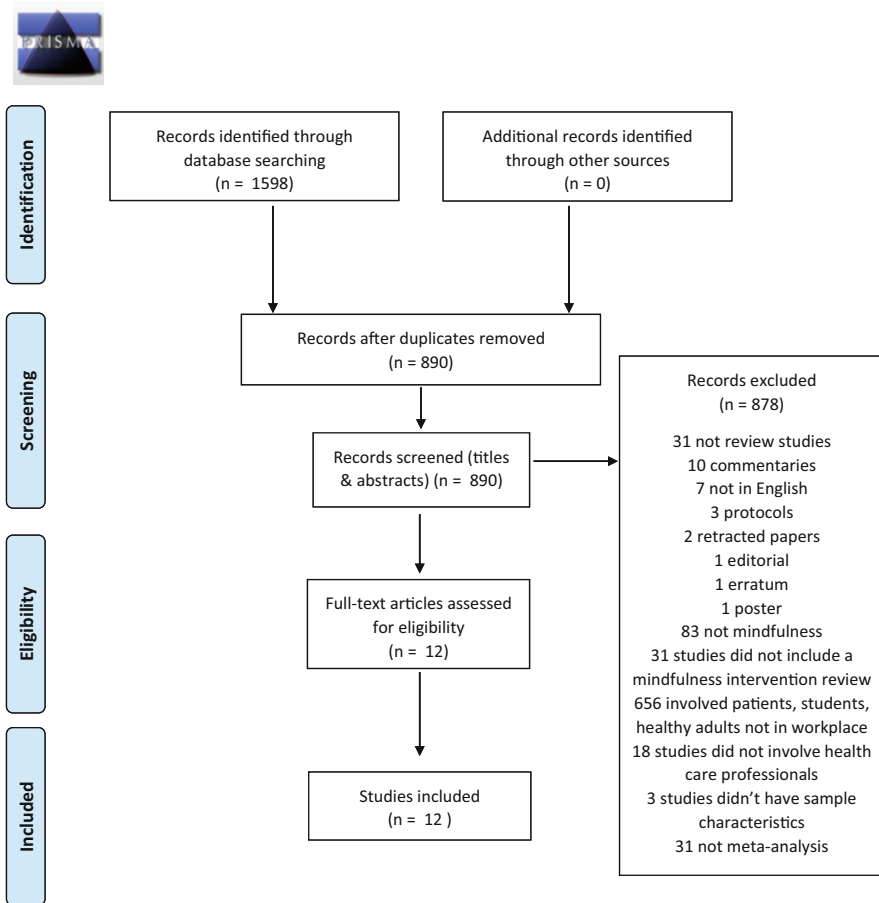 PRISMA
Identification
Records identified through
database searching
(n = 1598)
Additional records identified
through other sources
(n = 0)
Screening
Records after duplicates removed
(n = 890)
Records screened (titles
& abstracts) (n = 890)
Records excluded
(n = 878)
31 not review studies
10 commentaries
7 not in English
3 protocols
2 retracted papers
1 editorial
1 erratum
1 poster
83 not mindfulness
31 studies did not include a
mindfulness intervention review
656 involved patients, students,
healthy adults not in workplace
18 studies did not involve health
care professionals
3 studies didn’t have sample
characteristics
31 not meta-analysis
Eligibility
Full-text articles assessed
for eligibility
(n = 12)
Included
Studies included
(n = 12 )